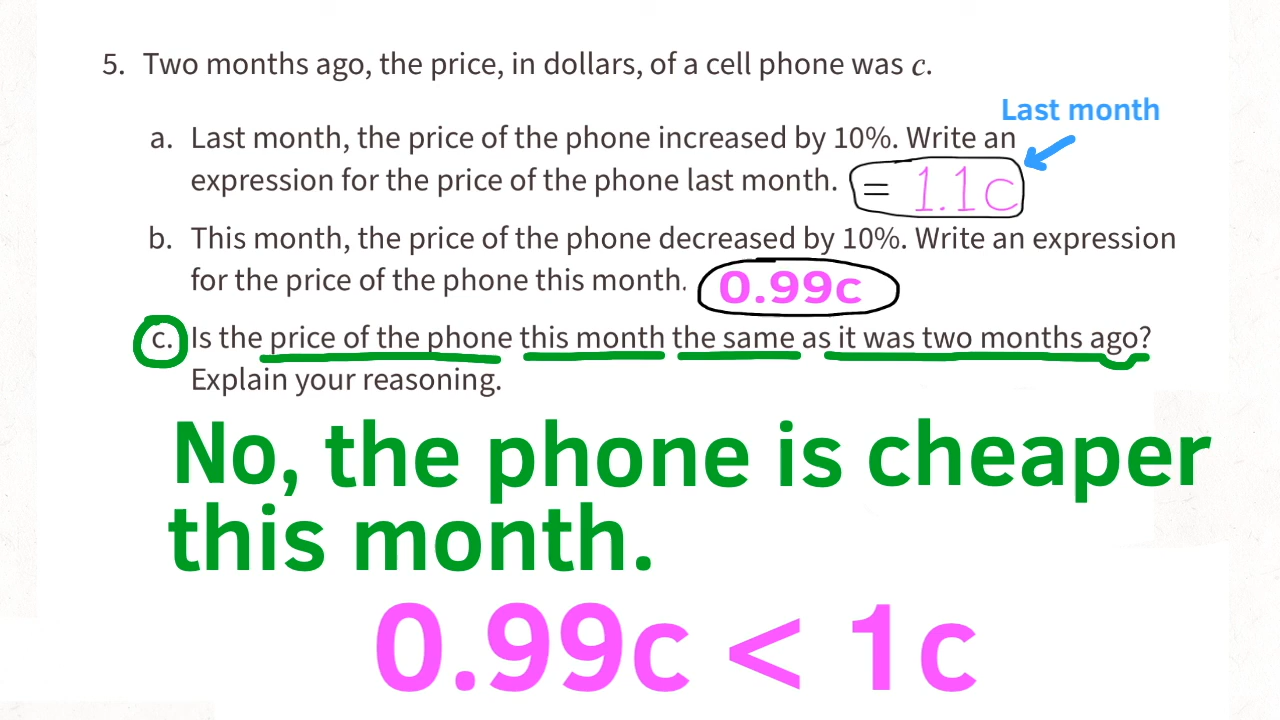 5. Two months ago, the price, in dollars, of a cell phone was c.
Last month
a. Last month, the price of the phone increased by 10%. Write an
expression for the price of the phone last month. = 1.1c
b. This month, the price of the phone decreased by 10%. Write an expression
for the price of the phone this month. 0.99c
c. Is the price of the phone this month the same as it was two months ago?
Explain your reasoning.
No, the phone is cheaper
this month.
0.99c < 1c